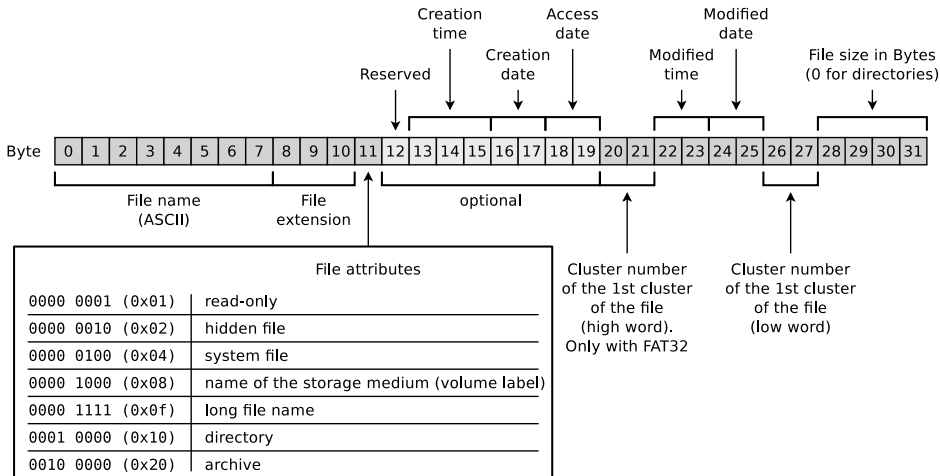 Creation time
Access date
Modified date
Reserved
Creation date
Modified time
File size in Bytes
(0 for directories)
Byte 0 1 2 3 4 5 6 7 8 9 10 11 12 13 14 15 16 17 18 19 20 21 22 23 24 25 26 27 28 29 30 31
File name
(ASCII)
File
extension
optional
Cluster number
of the 1st cluster
of the file
(high word).
Only with FAT32
Cluster number
of the 1st cluster
of the file
(low word)
File attributes
0000 0001 (0x01) read-only
0000 0010 (0x02) hidden file
0000 0100 (0x04) system file
0000 1000 (0x08) name of the storage medium (volume label)
0000 1111 (0x0f) long file name
0001 0000 (0x10) directory
0010 0000 (0x20) archive